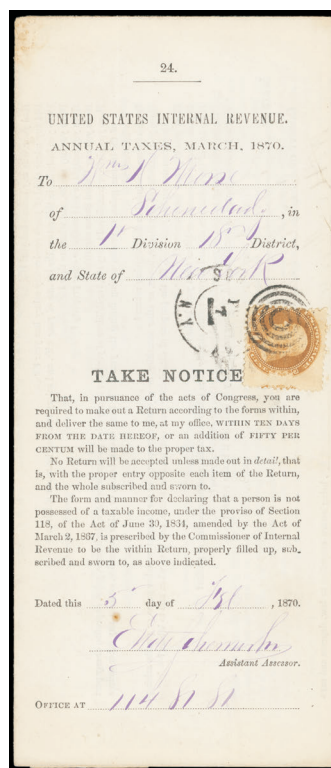 24.
UNITED STATES INTERNAL REVENUE.
ANNUAL TAXES, MARCH, 1870.
To Wm
of , in
the 1st Division 18th District,
and State of New York
N.Y.
TAKE NOTICE
That, in pursuance of the acts of Congress, you are
required to make out a Return according to the forms within,
and deliver the same to me, at my office, WITHIN TEN DAYS
FROM THE DATE HEREOF, or an addition of FIFTY PER
CENTUM will be made to the proper tax.
No Return will be accepted unless made out in detail, that
is, with the proper entry opposite each item of the Return,
and the whole subscribed and sworn to.
The form and manner for declaring that a person is not
possessed of a taxable income, under the proviso of Section
118, of the Act of June 30, 1864, amended by the Act of
March 2, 1867, is prescribed by the Commissioner of Internal
Revenue to be the within Return, properly filled up, sub-
scribed and sworn to, as above indicated.
Dated this 5 day of , 1870.
Assistant Assessor.
OFFICE AT